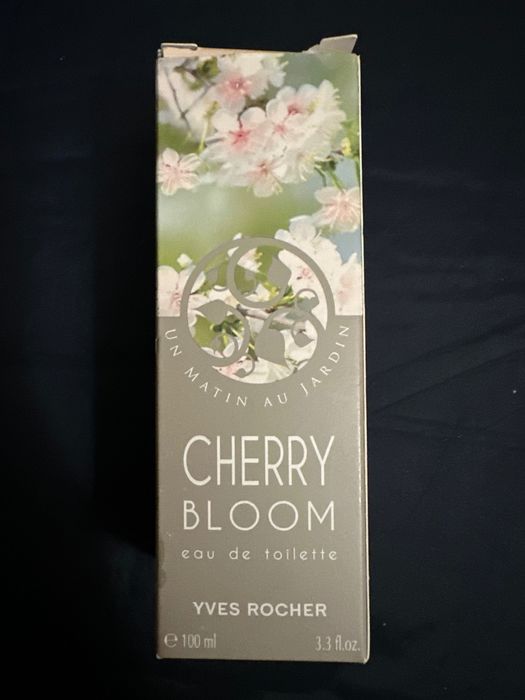 UN MATIN AU JARDIN
CHERRY
BLOOM
eau de toilette
YVES ROCHER
℮ 100 ml 3.3 fl.oz.